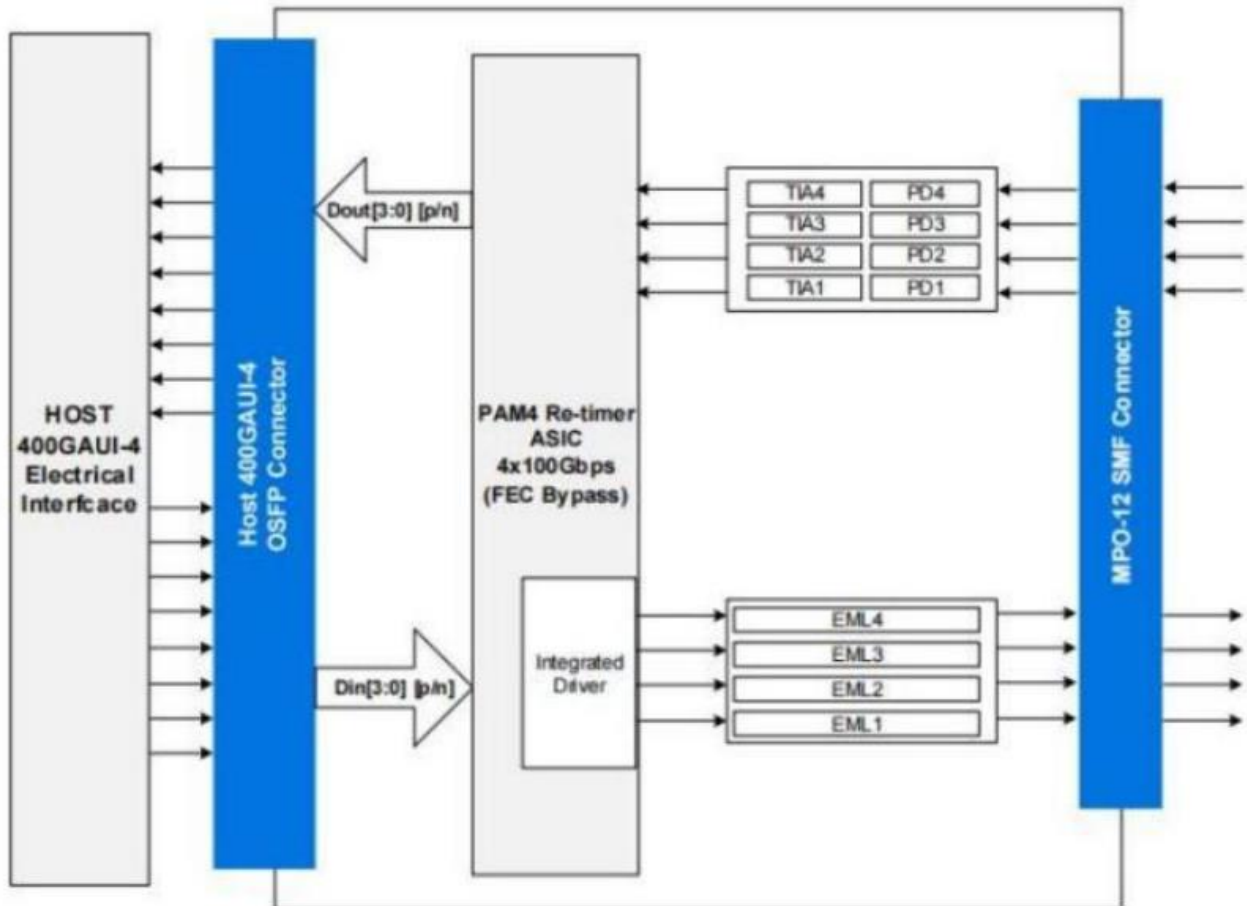 HOST
400GAUI-4
Electrical
Interfcace
Host 400GAUI-4
OSFP Connector
Dout[3:0] [p/n]
Din[3:0] [p/n]
PAM4 Re-timer
ASIC
4x100Gbps
(FEC Bypass)
Integrated
Driver
TIA4 PD4
TIA3 PD3
TIA2 PD2
TIA1 PD1
EML4
EML3
EML2
EML1
MPO-12 SMF Connector